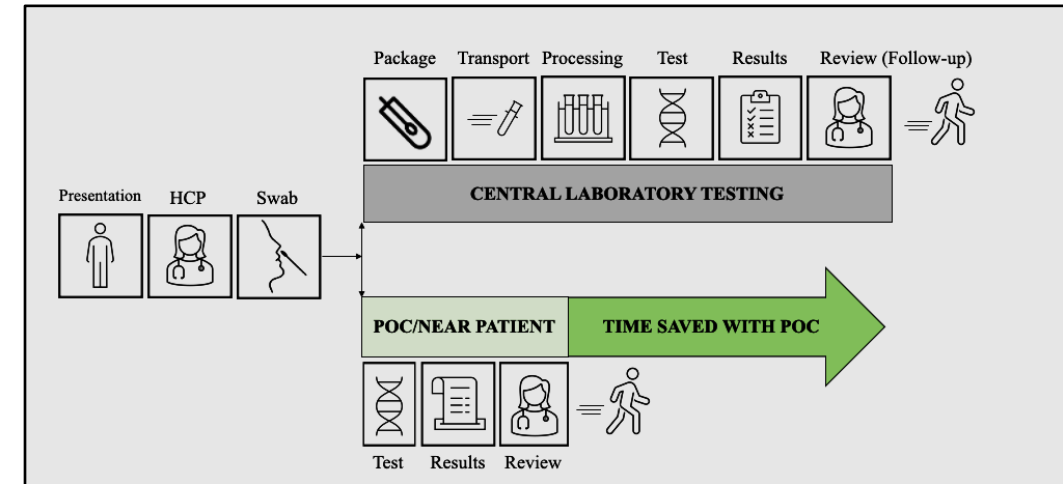 Package Transport Processing Test Results Review (Follow-up)
CENTRAL LABORATORY TESTING
Presentation HCP Swab
POC/NEAR PATIENT TIME SAVED WITH POC
Test Results Review